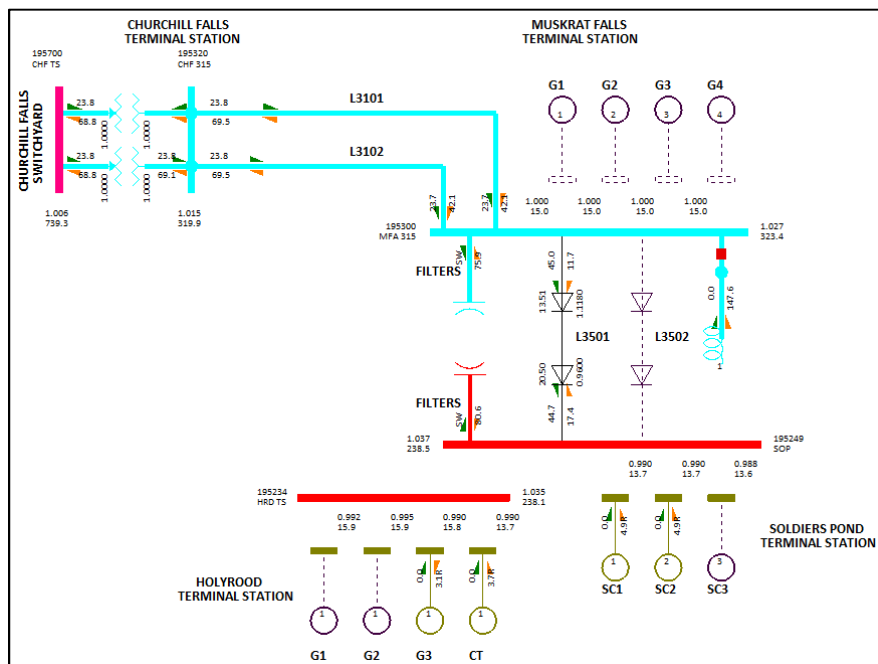 CHURCHILL FALLS
TERMINAL STATION
MUSKRAT FALLS
TERMINAL STATION
195700
CHF TS
195320
CHF 315
G1
G2
G3
G4
CHURCHILL FALLS
SWITCHYARD
23.8
68.8
1.0000
1.0000
23.8
69.5
L3101
1
2
3
4
23.8
68.8
1.0000
1.0000
23.8
69.1
23.8
69.5
L3102
1.006
739.3
1.015
319.9
23.7
42.1
23.7
42.1
1.000
15.0
1.000
15.0
1.000
15.0
1.000
15.0
195300
MFA 315
1.027
323.4
FILTERS
SW
75.9
45.0
11.7
13.51
1.1180
0.0
147.6
1
L3501
L3502
20.50
0.9600
FILTERS
SW
80.6
44.7
17.4
1.037
238.5
195249
SOP
0.990
13.7
0.990
13.7
0.988
13.6
195234
HRD TS
1.035
238.1
0.992
15.9
0.995
15.9
0.990
15.8
0.990
13.7
0.0
4.9R
0.0
4.9R
SOLDIERS POND
TERMINAL STATION
1
2
3
SC1
SC2
SC3
HOLYROOD
TERMINAL STATION
0.0
3.1R
0.0
3.7R
1
1
1
1
G1
G2
G3
CT